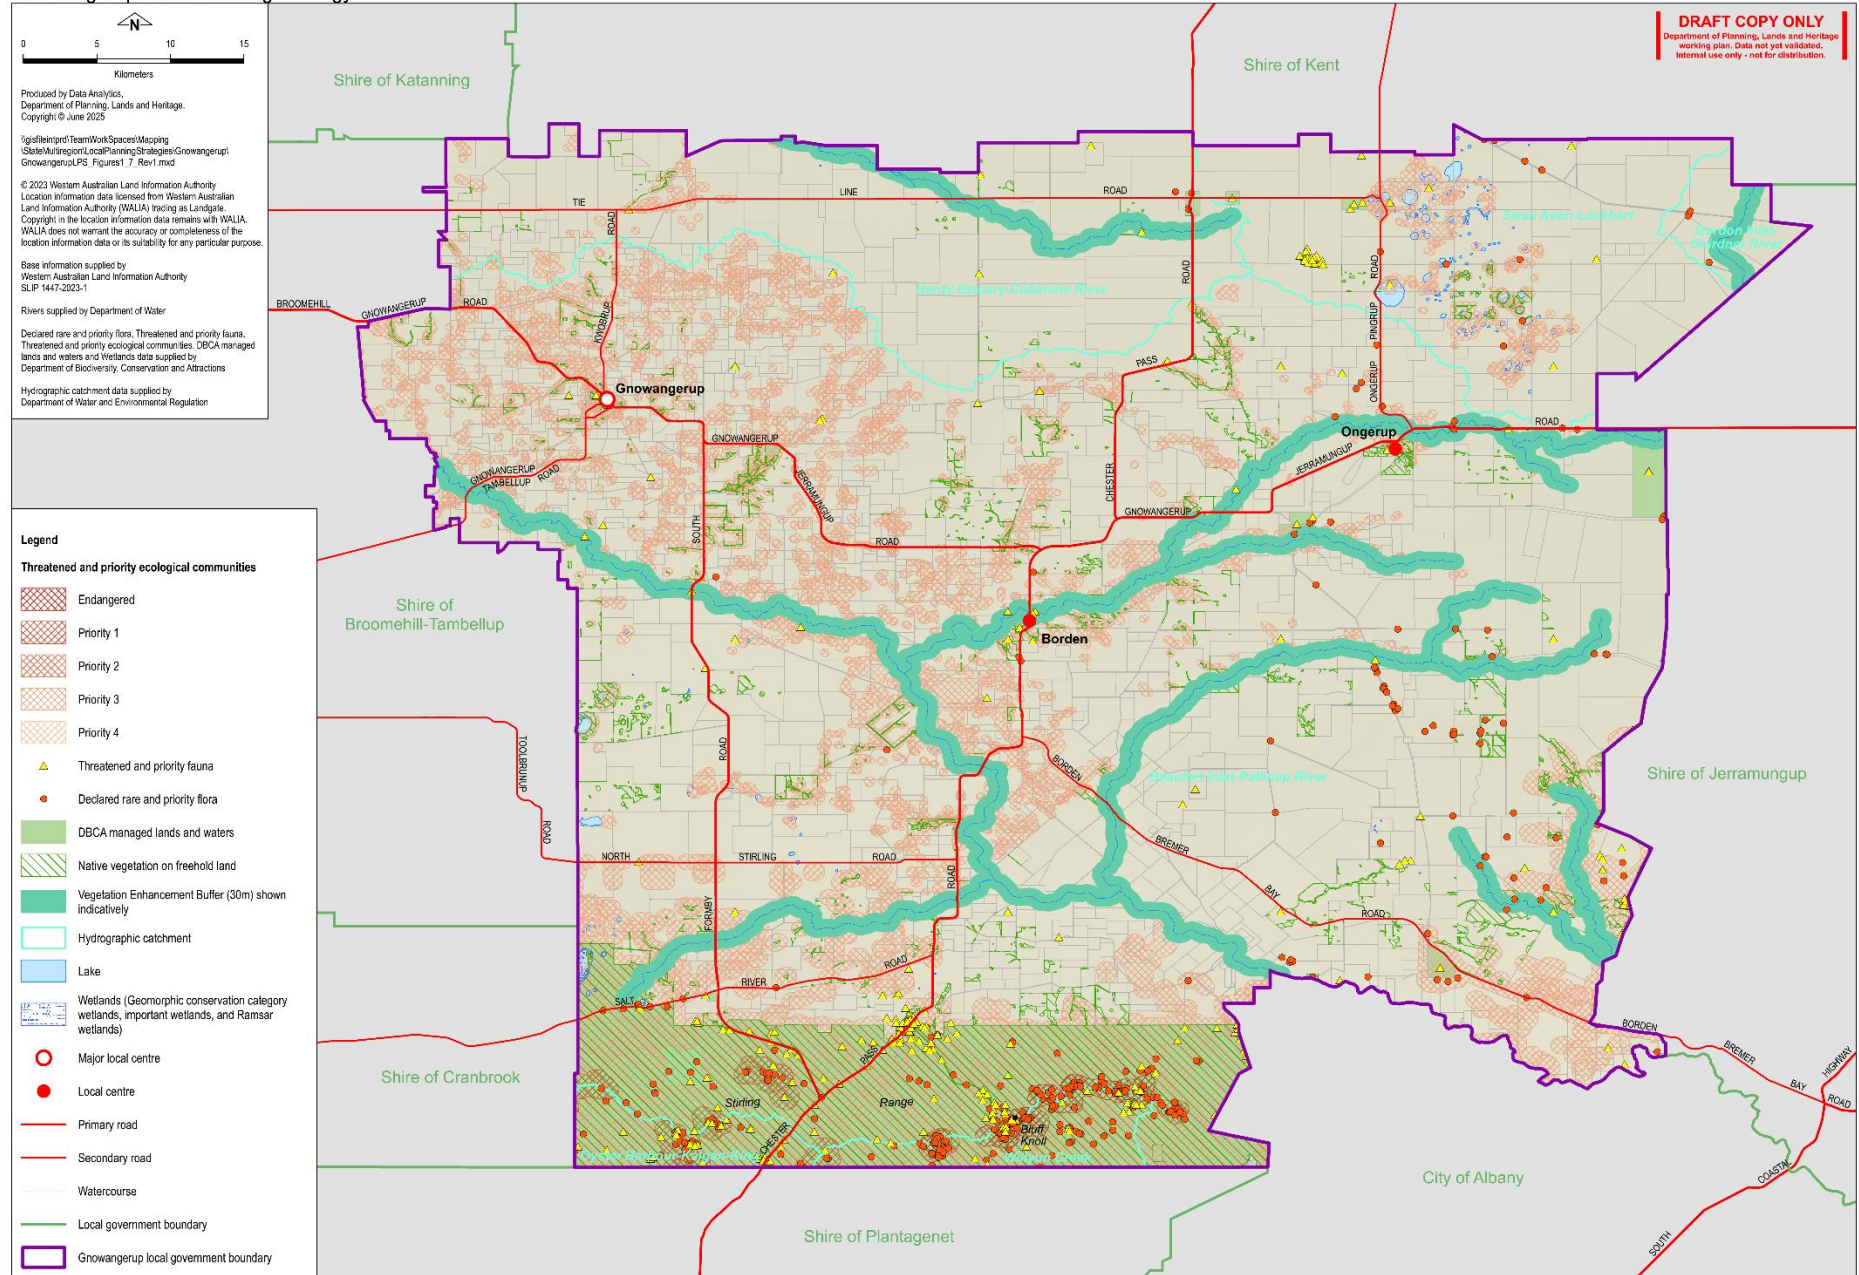 N
0 5 10 15
Kilometers
Produced by Data Analytics,
Department of Planning, Lands and Heritage.
Copyright © June 2025
\\gisfileintprd\TeamWorkSpaces\Mapping
\StateMultiregion\LocalPlanningStrategies\Gnowangerup\
GnowangerupLPS_Figures1_7_Rev1.mxd
© 2023 Western Australian Land Information Authority
Location information data licensed from Western Australian
Land Information Authority (WALIA) trading as Landgate.
Copyright in the location information data remains with WALIA.
WALIA does not warrant the accuracy or completeness of the
location information data or its suitability for any particular purpose.
Base information supplied by
Western Australian Land Information Authority
SLIP 1447-2023-1
Rivers supplied by Department of Water
Declared rare and priority flora, Threatened and priority fauna,
Threatened and priority ecological communities, DBCA managed
lands and waters and Wetlands data supplied by
Department of Biodiversity, Conservation and Attractions
Hydrographic catchment data supplied by
Department of Water and Environmental Regulation
DRAFT COPY ONLY
Department of Planning, Lands and Heritage
working plan. Data not yet validated.
Internal use only - not for distribution.
Shire of Katanning
Shire of Kent
TIE
LINE
ROAD
ROAD
ROAD
ROAD
Swan Avon-Lockhart
Gordon Inlet-
Gairdner River
Hardy Estuary-Coblinine River
BROOMEHILL
GNOWANGERUP
ROAD
KWOBRUP
PINGRUP
ONGERUP
PASS
Gnowangerup
Ongerup
ROAD
GNOWANGERUP
JERRAMUNGUP
GNOWANGERUP
TAMBELLUP
ROAD
JERRAMUNGUP
CHESTER
SOUTH
GNOWANGERUP
ROAD
Legend
Threatened and priority ecological communities
Endangered
Priority 1
Priority 2
Priority 3
Priority 4
Threatened and priority fauna
Declared rare and priority flora
DBCA managed lands and waters
Native vegetation on freehold land
Vegetation Enhancement Buffer (30m) shown
indicatively
Hydrographic catchment
Lake
Wetlands (Geomorphic conservation category
wetlands, important wetlands, and Ramsar
wetlands)
Major local centre
Local centre
Primary road
Secondary road
Watercourse
Local government boundary
Gnowangerup local government boundary
Shire of
Broomehill-Tambellup
Borden
TOOLBRUNUP
ROAD
ROAD
BORDEN
Beaufort Inlet-Pallinup River
Shire of Jerramungup
BREMER
NORTH
STIRLING
ROAD
ROAD
BAY
ROAD
FORMBY
ROAD
RIVER
SALT
BORDEN
BREMER
BAY
ROAD
HIGHWAY
PASS
Shire of Cranbrook
Stirling
Range
Bluff
Knoll
CHESTER
City of Albany
COASTAL
SOUTH
Shire of Plantagenet